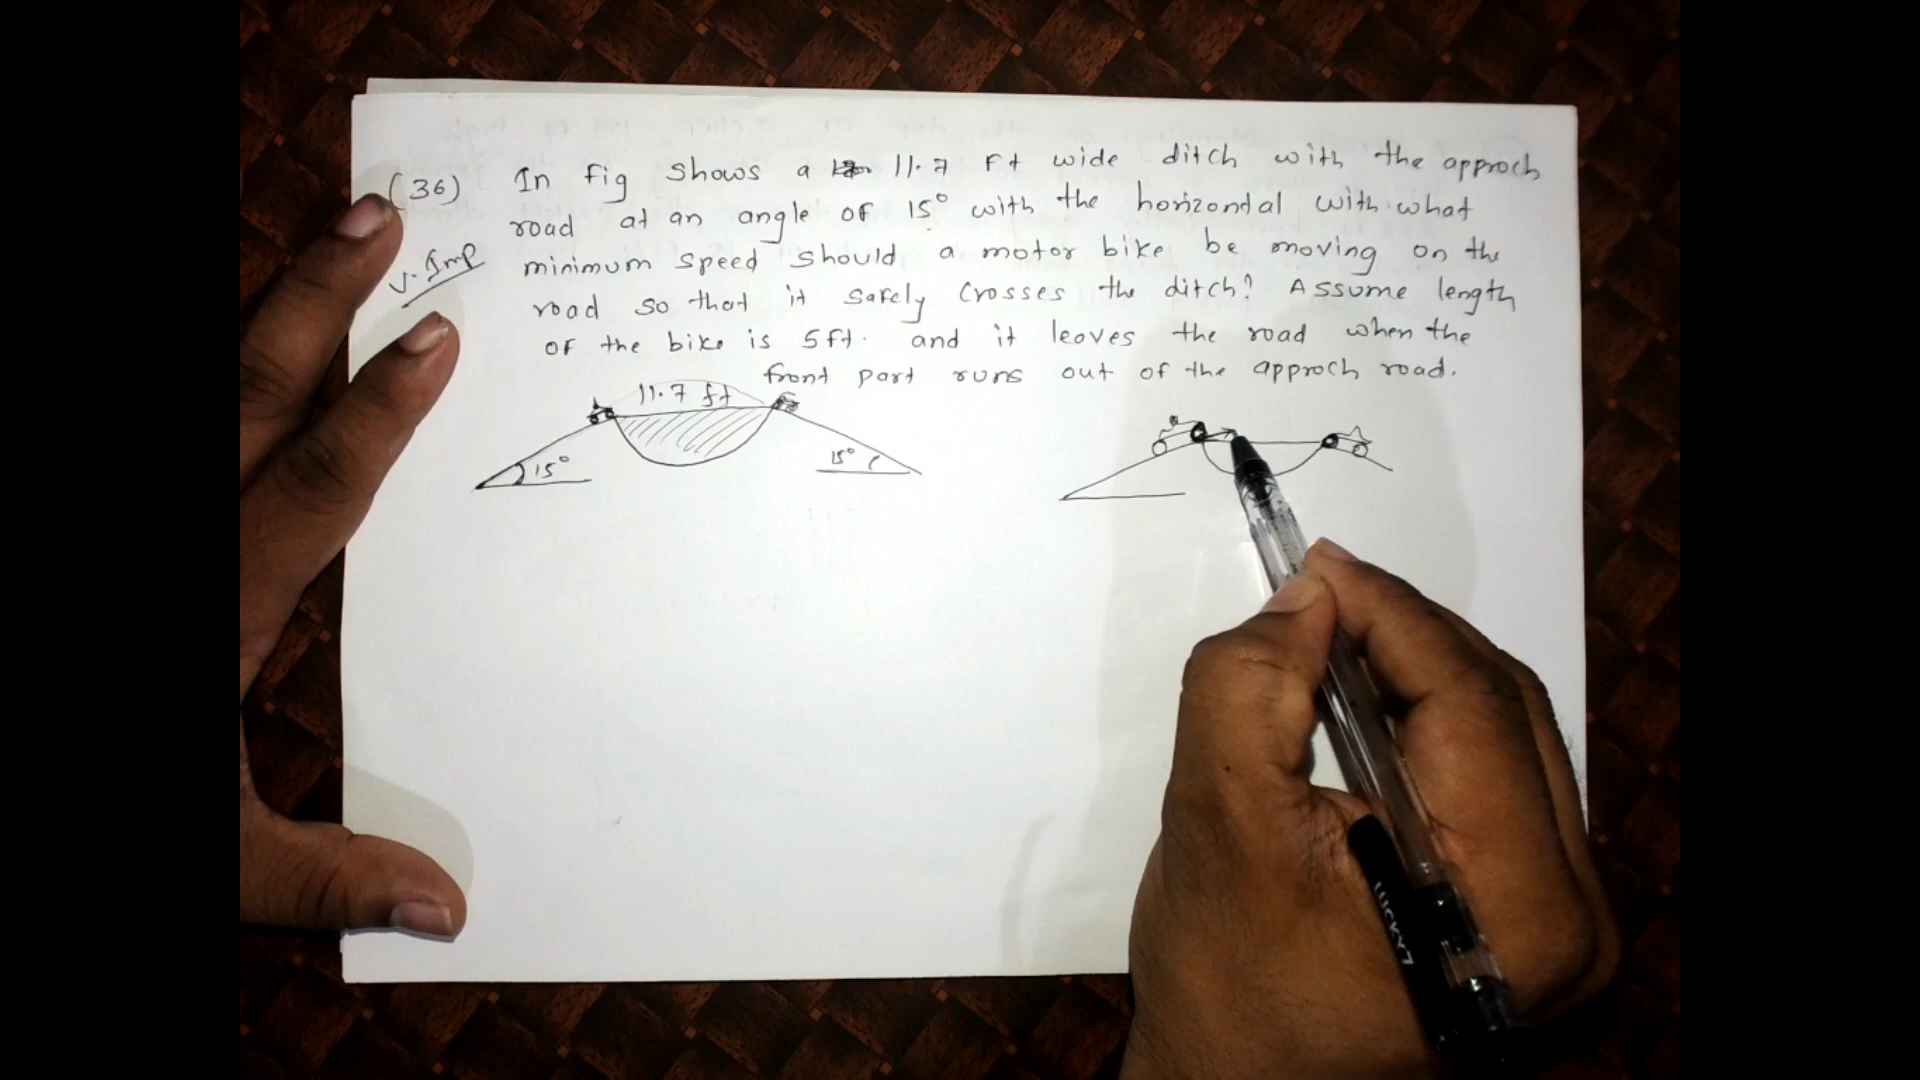 (36) In fig shows a 11.7 Ft wide ditch with the approch
road at an angle of 15° with the horizondal with what
v. Imp
minimum speed should a motor bike be moving on the
road so that it safely crosses the ditch? Assume length
of the bike is 5ft. and it leaves the road when the
front part runs out of the approch road.
11.7 ft
15°
15°
LUCKY7